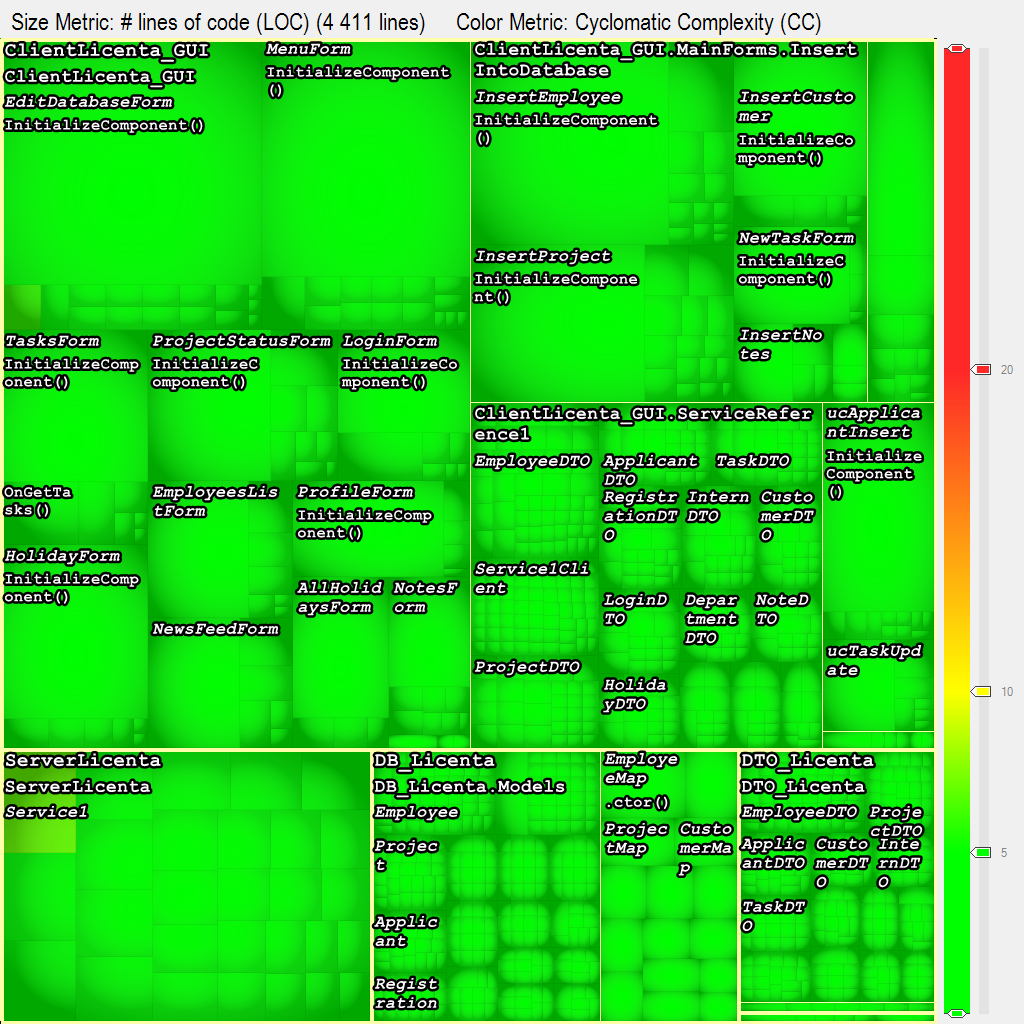 Size Metric: # lines of code (LOC) (4 411 lines) Color Metric: Cyclomatic Complexity (CC)
ClientLicenta_GUI
ClientLicenta_GUI
EditDatabaseForm
InitializeComponent()
MenuForm
InitializeComponent
()
ClientLicenta_GUI.MainForms.Insert
IntoDatabase
InsertEmployee
InitializeComponent
()
InsertCusto
mer
InitializeCo
mponent()
InsertProject
InitializeCompone
nt()
NewTaskForm
InitializeC
omponent()
InsertNo
tes
TasksForm
InitializeComp
onent()
ProjectStatusForm
InitializeC
omponent()
LoginForm
InitializeCo
mponent()
OnGetTa
sks()
EmployeesLis
tForm
ProfileForm
InitializeComp
onent()
HolidayForm
InitializeComp
onent()
AllHolid
aysForm
NotesF
orm
NewsFeedForm
ClientLicenta_GUI.ServiceRefer
ence1
EmployeeDTO
Applicant
DTO
TaskDTO
Registr
ationDT
O
Intern
DTO
Custo
merDT
O
Service1Cli
ent
LoginD
TO
Depar
tment
DTO
NoteD
TO
ProjectDTO
Holida
yDTO
ucApplica
ntInsert
Initialize
Component
()
ucTaskUpd
ate
ServerLicenta
ServerLicenta
Service1
DB_Licenta
DB_Licenta.Models
Employee
Projec
t
Applic
ant
Regist
ration
Employe
eMap
.ctor()
Projec
tMap
Custo
merMa
p
DTO_Licenta
DTO_Licenta
EmployeeDTO
Proje
ctDTO
Applic
antDTO
Custo
merDT
O
Inte
rnDT
O
TaskDT
O
20
10
5